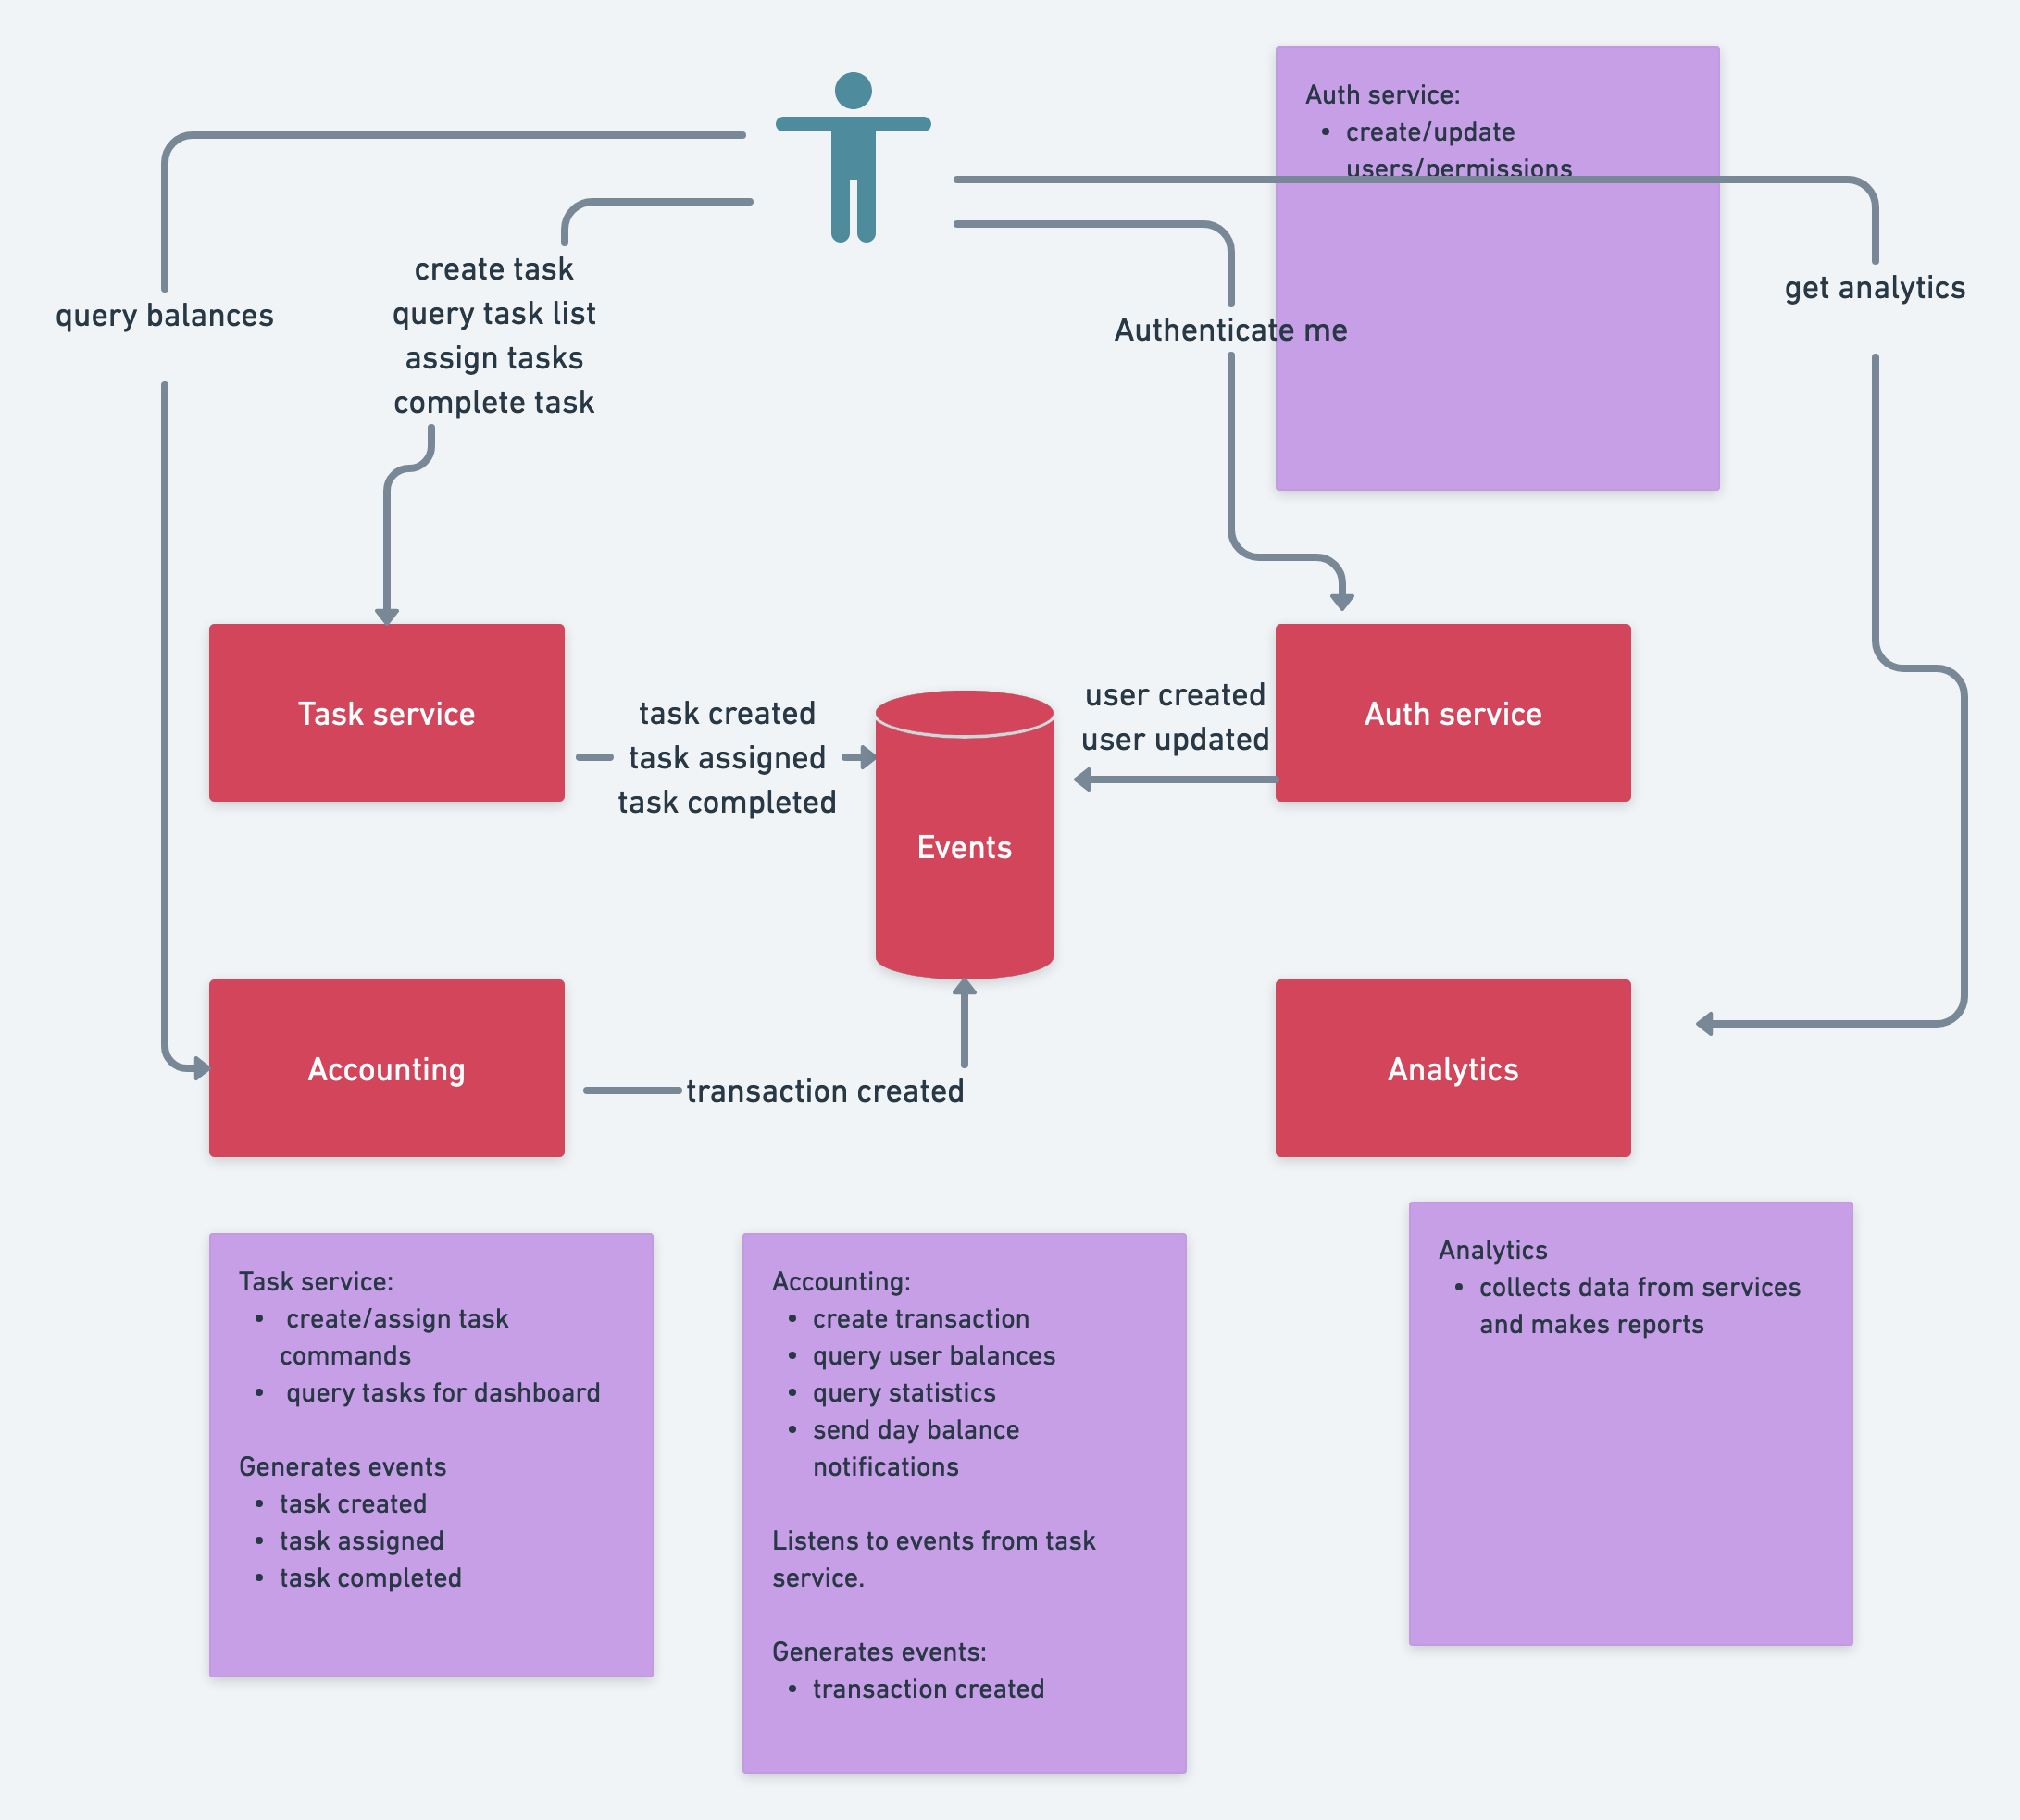 Auth service:
• create/update
users/permissions
query balances
create task
query task list
assign tasks
complete task
Authenticate me
get analytics
Task service
task created
task assigned
task completed
Events
user created
user updated
Auth service
Accounting
transaction created
Analytics
Task service:
• create/assign task
commands
• query tasks for dashboard
Generates events
• task created
• task assigned
• task completed
Accounting:
• create transaction
• query user balances
• query statistics
• send day balance
notifications
Listens to events from task
service.
Generates events:
• transaction created
Analytics
• collects data from services
and makes reports